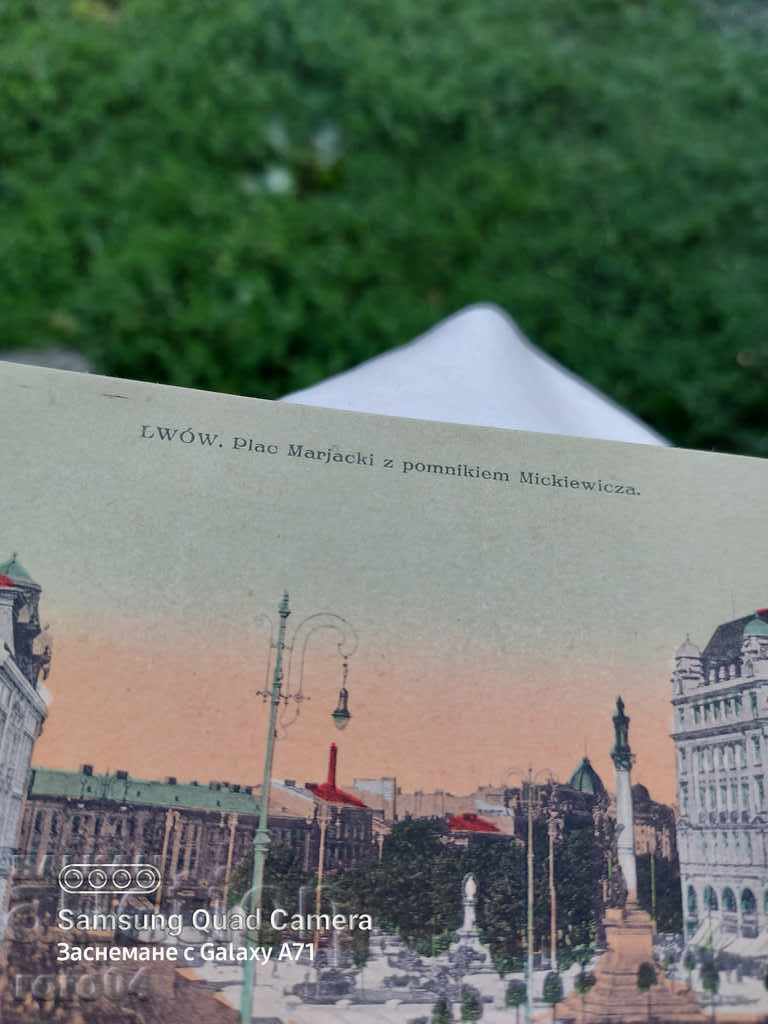 LWÓW. Plac Marjacki z pomnikiem Mickiewicza.
Samsung Quad Camera
Заснемане с Galaxy A71